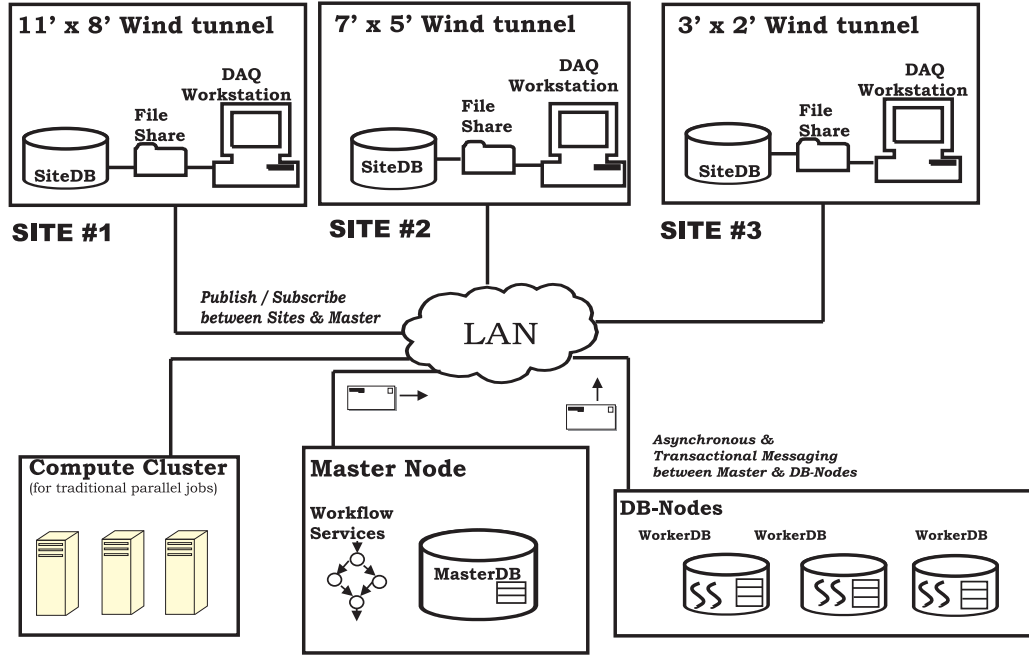 11’ x 8’ Wind tunnel
DAQ
Workstation
File
Share
SiteDB
SITE #1
7’ x 5’ Wind tunnel
DAQ
Workstation
File
Share
SiteDB
SITE #2
3’ x 2’ Wind tunnel
DAQ
Workstation
File
Share
SiteDB
SITE #3
Publish / Subscribe
between Sites & Master
LAN
Asynchronous &
Transactional Messaging
between Master & DB-Nodes
Compute Cluster
(for traditional parallel jobs)
Master Node
Workflow
Services
MasterDB
DB-Nodes
WorkerDB
WorkerDB
WorkerDB